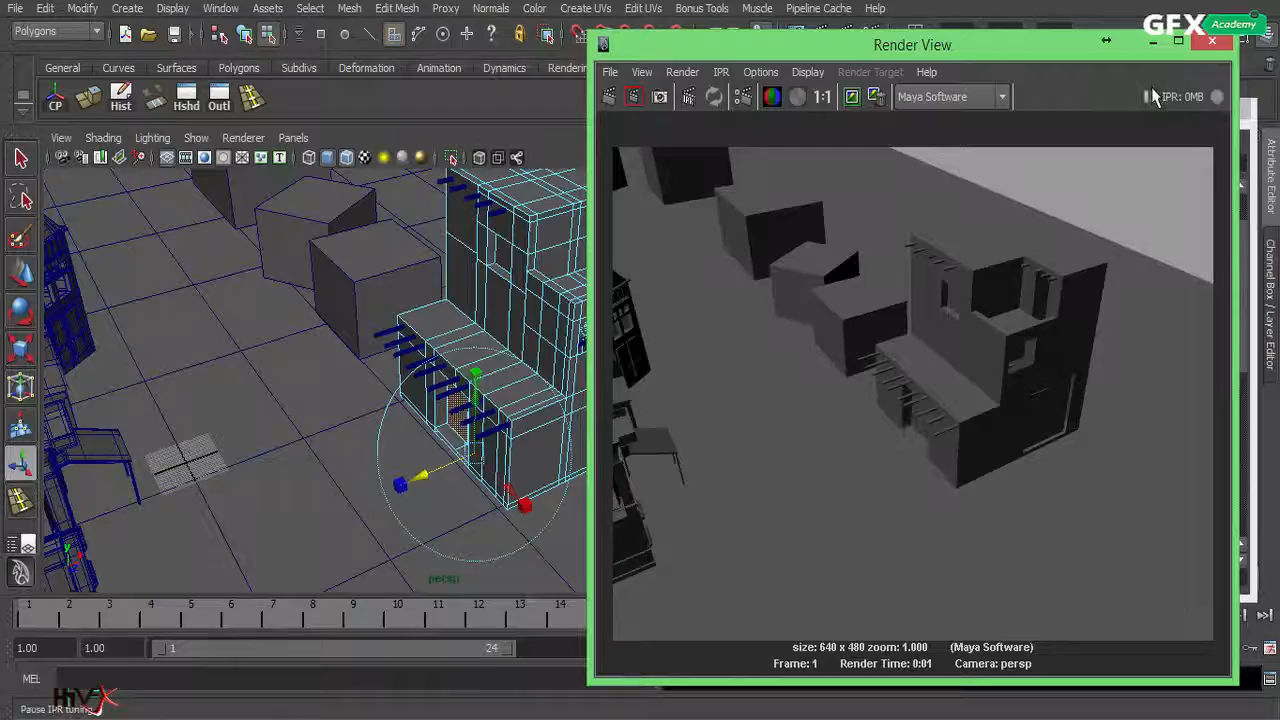 File Edit Modify Create Display Window Assets Select Mesh Edit Mesh Proxy Normals Color Create UVs Edit UVs Bonus Tools Muscle Pipeline Cache Help
GFX Academy
Polygons
Render View
General Curves Surfaces Polygons Subdivs Deformation Animation Dynamics Rendering
File View Render IPR Options Display Render Target Help
CP Hist Hshd Outl
IPR 1:1 Maya Software IPR: 0MB
View Shading Lighting Show Renderer Panels
Attribute Editor
Channel Box / Layer Editor
persp
1 2 3 4 5 6 7 8 9 10 11 12 13 14
size: 640 x 480 zoom: 1.000 (Maya Software)
1.00 1.00 1 24
Frame: 1 Render Time: 0:01 Camera: persp
MEL
HiVFX
Pause IPR tuning